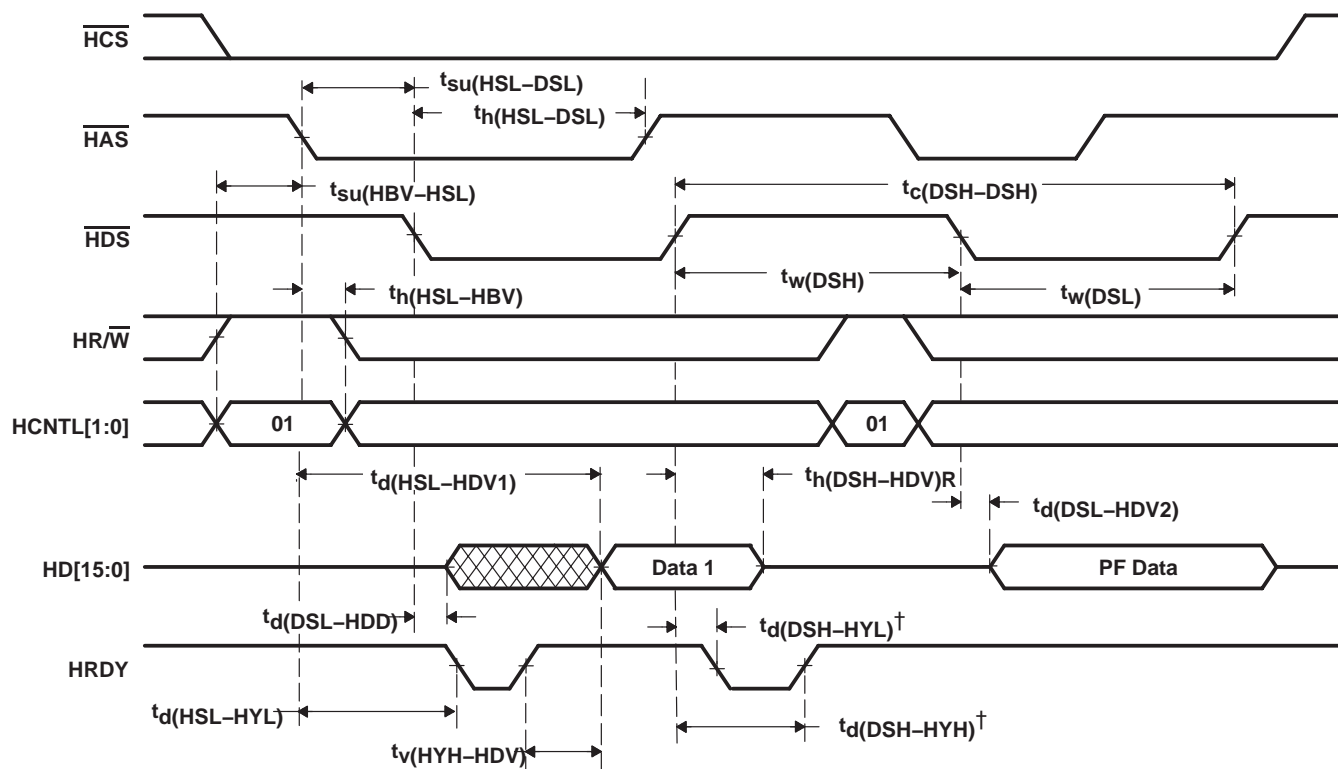 HCS
tsu(HSL–DSL)
th(HSL–DSL)
HAS
tsu(HBV–HSL)
tc(DSH–DSH)
HDS
tw(DSH)
tw(DSL)
th(HSL–HBV)
HR/W
HCNTL[1:0]
01
01
td(HSL–HDV1)
th(DSH–HDV)R
td(DSL–HDV2)
HD[15:0]
Data 1
PF Data
td(DSL–HDD)
td(DSH–HYL)†
HRDY
td(HSL–HYL)
td(DSH–HYH)†
tv(HYH–HDV)